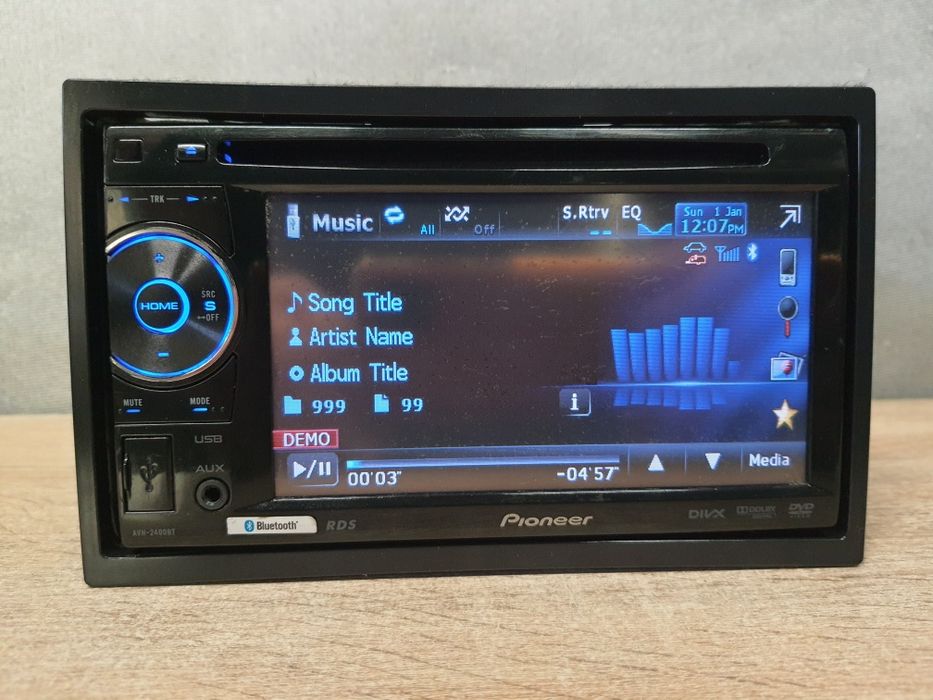 TRK
Music
All
Off
S.Rtrv
EQ
Sun 1 Jan
12:07PM
HOME
SRC
S
OFF
Song Title
Artist Name
Album Title
999
99
i
MUTE
MODE
USB
AUX
DEMO
00'03"
-04'57"
Media
AVH-2400BT
Bluetooth
RDS
Pioneer
DIVX
DOLBY
DIGITAL
DVD
VIDEO